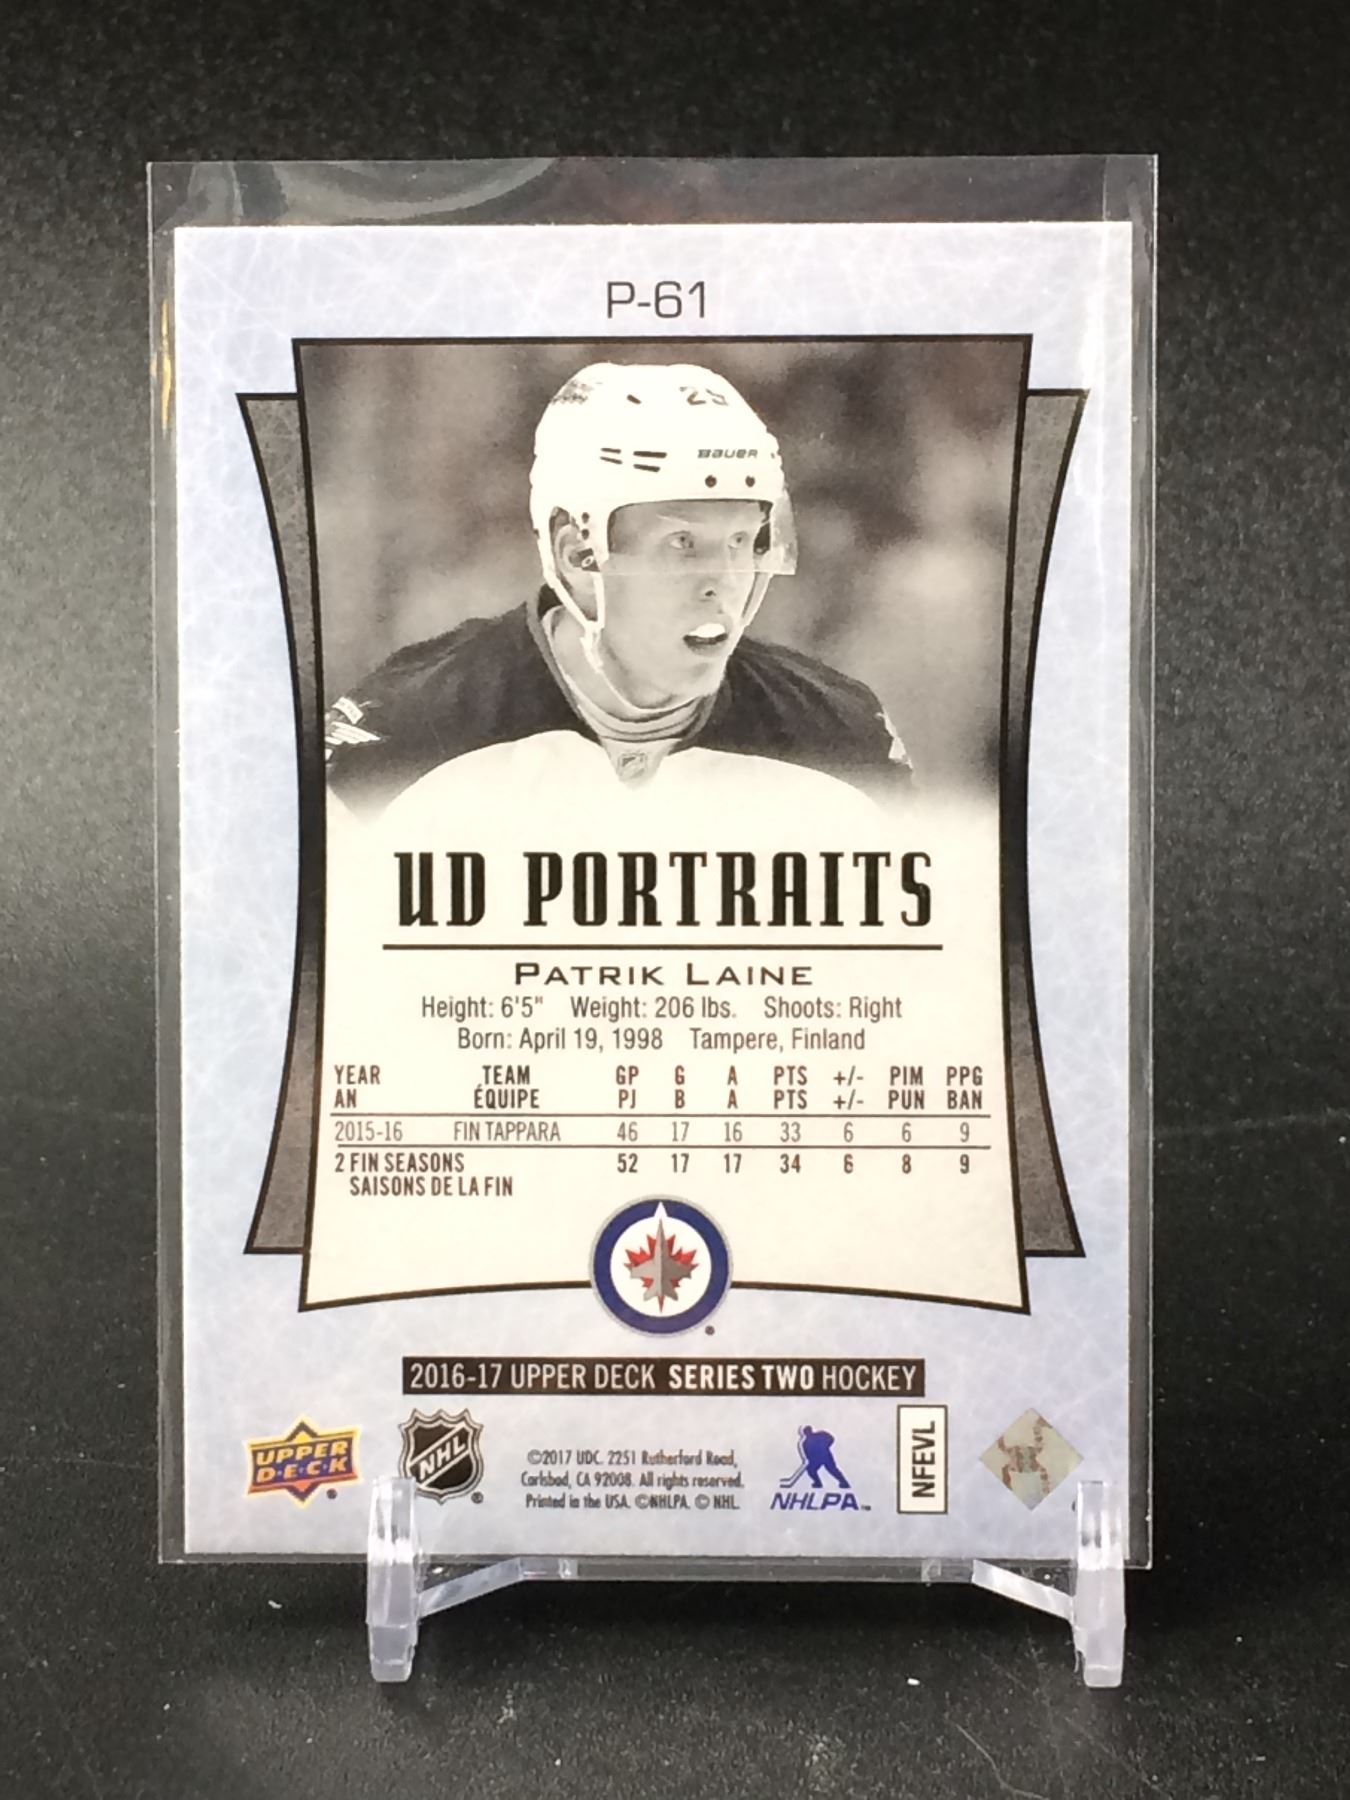 P-61
29
BAUER
UD PORTRAITS
PATRIK LAINE
Height: 6'5" Weight: 206 lbs. Shoots: Right
Born: April 19, 1998 Tampere, Finland
YEAR TEAM GP G A PTS +/- PIM PPG
AN ÉQUIPE PJ B A PTS +/- PUN BAN
2015-16 FIN TAPPARA 46 17 16 33 6 6 9
2 FIN SEASONS 52 17 17 34 6 8 9
SAISONS DE LA FIN
2016-17 UPPER DECK SERIES TWO HOCKEY
UPPER DECK
NHL
©2017 UDC. 2251 Rutherford Road,
Carlsbad, CA 92008. All rights reserved.
Printed in the USA. ©NHLPA. © NHL.
NHLPA™
NFEVL